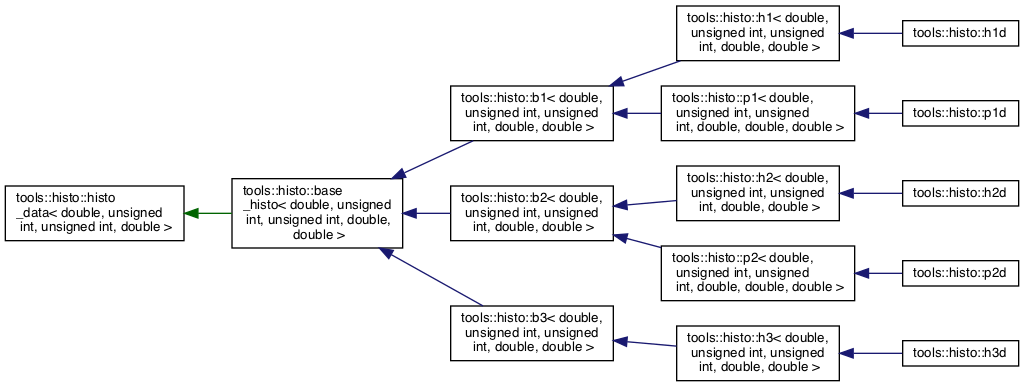 tools::histo::histo
_data< double, unsigned
int, unsigned int, double >
tools::histo::base
_histo< double, unsigned
int, unsigned int, double,
double >
tools::histo::b1< double,
unsigned int, unsigned
int, double, double >
tools::histo::b2< double,
unsigned int, unsigned
int, double, double >
tools::histo::b3< double,
unsigned int, unsigned
int, double, double >
tools::histo::h1< double,
unsigned int, unsigned
int, double, double >
tools::histo::p1< double,
unsigned int, unsigned
int, double, double, double >
tools::histo::h2< double,
unsigned int, unsigned
int, double, double >
tools::histo::p2< double,
unsigned int, unsigned
int, double, double, double >
tools::histo::h3< double,
unsigned int, unsigned
int, double, double >
tools::histo::h1d
tools::histo::p1d
tools::histo::h2d
tools::histo::p2d
tools::histo::h3d